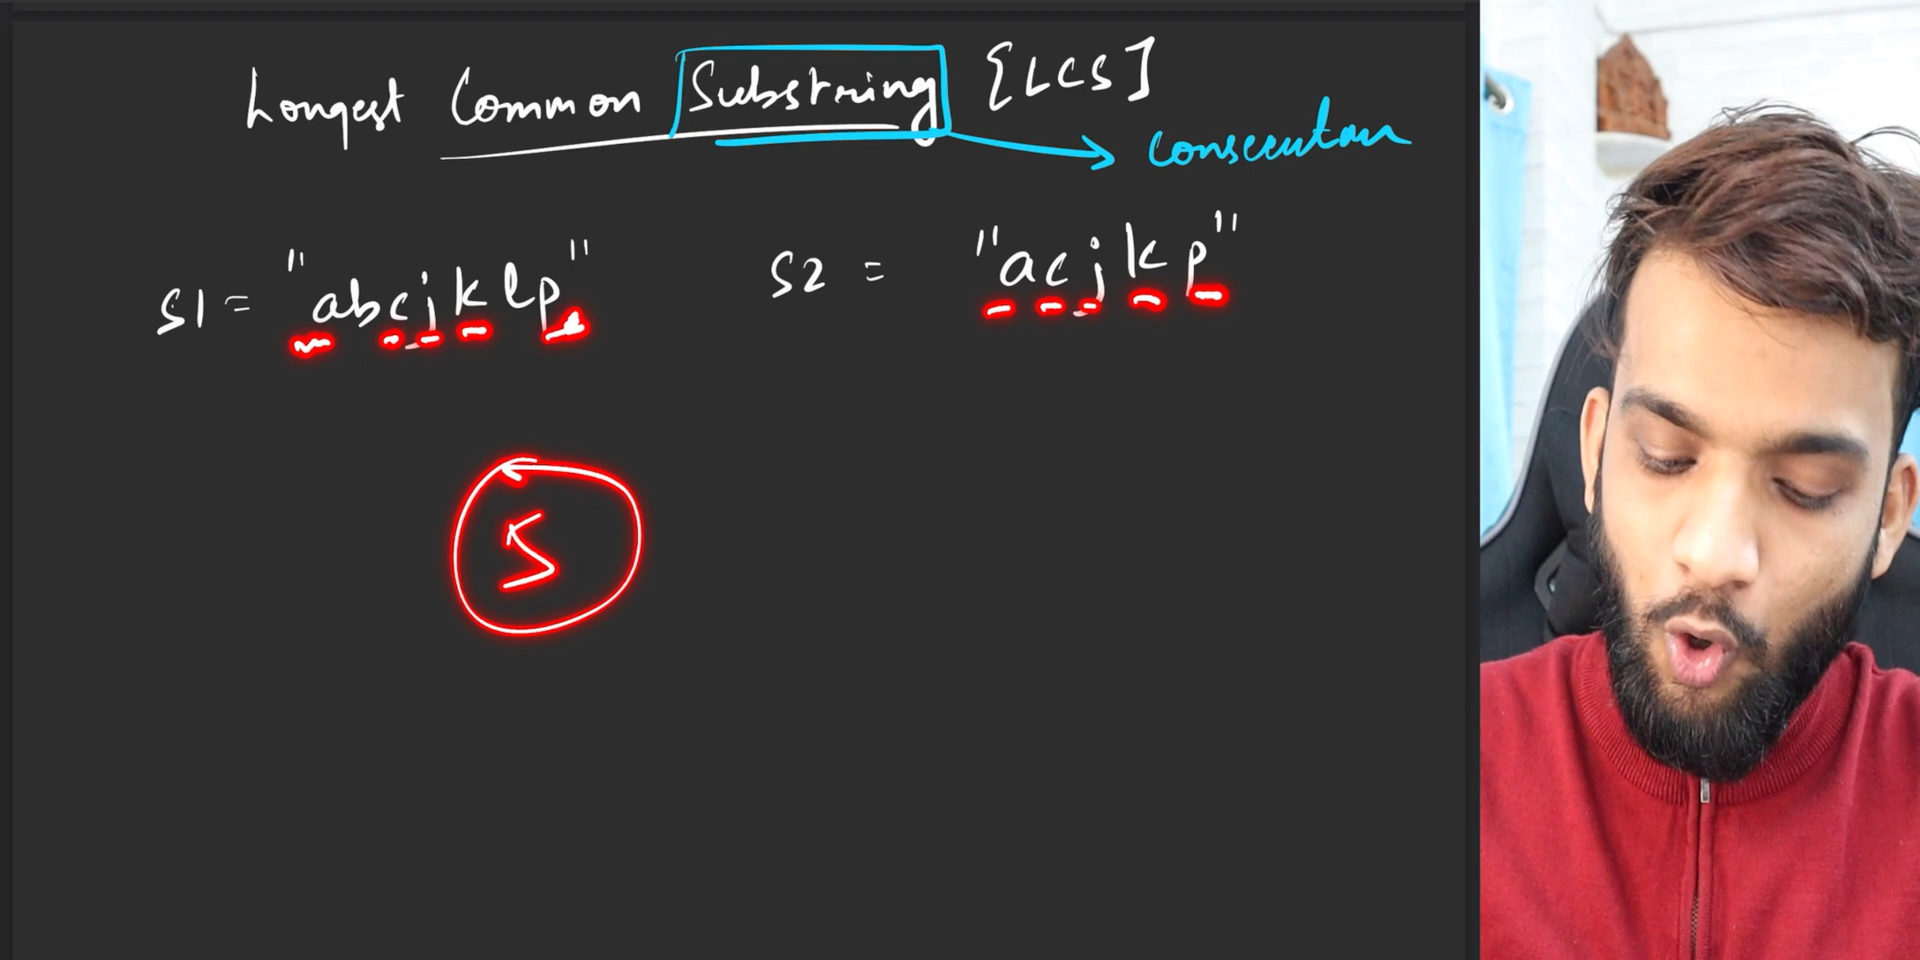 Longest Common Substring [LCS]
consecutive
S1 = "abcjklp" S2 = "acjkp"
5